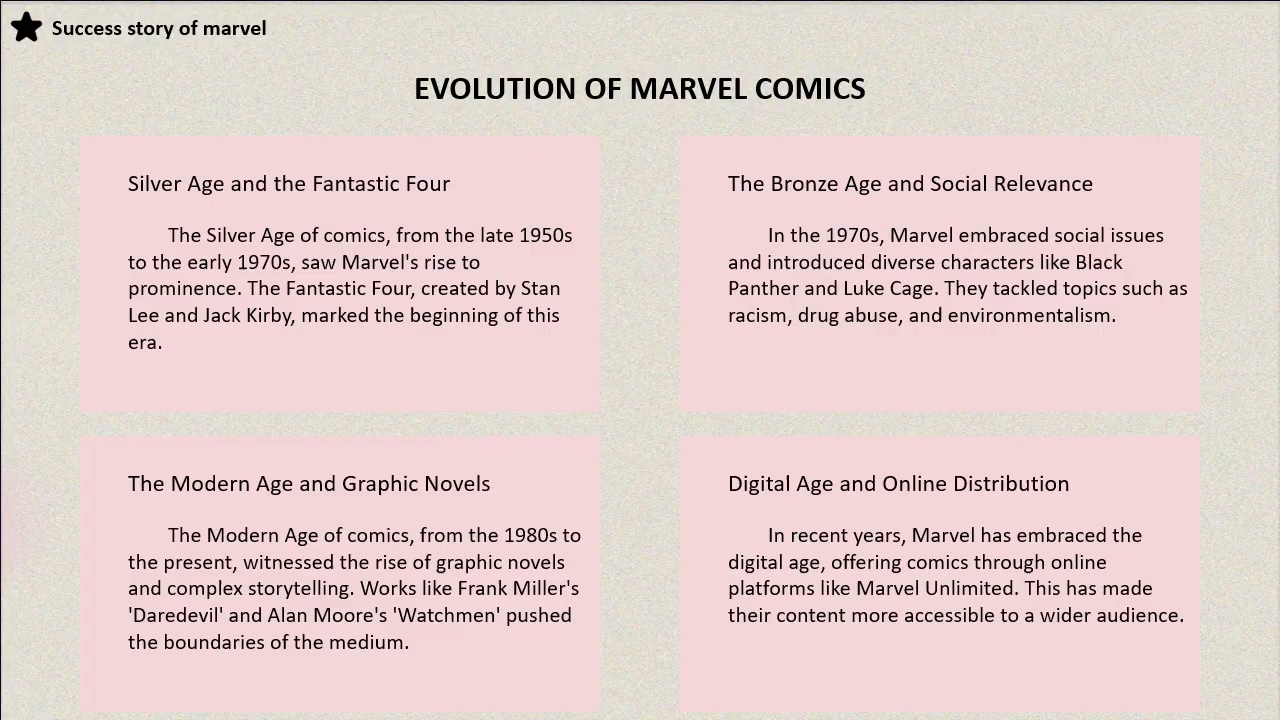 Success story of marvel
EVOLUTION OF MARVEL COMICS
Silver Age and the Fantastic Four
The Silver Age of comics, from the late 1950s
to the early 1970s, saw Marvel's rise to
prominence. The Fantastic Four, created by Stan
Lee and Jack Kirby, marked the beginning of this
era.
The Bronze Age and Social Relevance
In the 1970s, Marvel embraced social issues
and introduced diverse characters like Black
Panther and Luke Cage. They tackled topics such as
racism, drug abuse, and environmentalism.
The Modern Age and Graphic Novels
The Modern Age of comics, from the 1980s to
the present, witnessed the rise of graphic novels
and complex storytelling. Works like Frank Miller's
'Daredevil' and Alan Moore's 'Watchmen' pushed
the boundaries of the medium.
Digital Age and Online Distribution
In recent years, Marvel has embraced the
digital age, offering comics through online
platforms like Marvel Unlimited. This has made
their content more accessible to a wider audience.